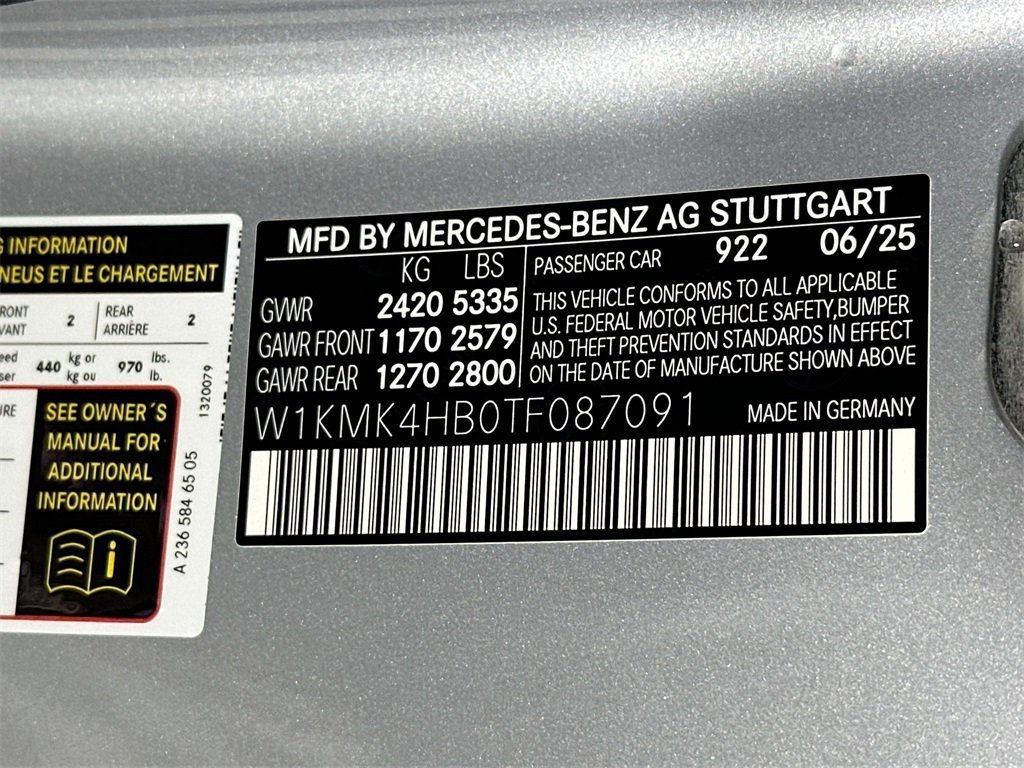 G INFORMATION
NEUS ET LE CHARGEMENT
RONT
VANT
2
REAR
ARRIÈRE
2
eed
ser
440
kg or
kg ou
970
lbs.
lb.
URE
SEE OWNER´S
MANUAL FOR
ADDITIONAL
INFORMATION
1320079
A 236 584 65 05
MFD BY MERCEDES-BENZ AG STUTTGART
KG LBS
GVWR 2420 5335
GAWR FRONT 1170 2579
GAWR REAR 1270 2800
PASSENGER CAR 922 06/25
THIS VEHICLE CONFORMS TO ALL APPLICABLE
U.S. FEDERAL MOTOR VEHICLE SAFETY,BUMPER
AND THEFT PREVENTION STANDARDS IN EFFECT
ON THE DATE OF MANUFACTURE SHOWN ABOVE
W1KMK4HB0TF087091 MADE IN GERMANY